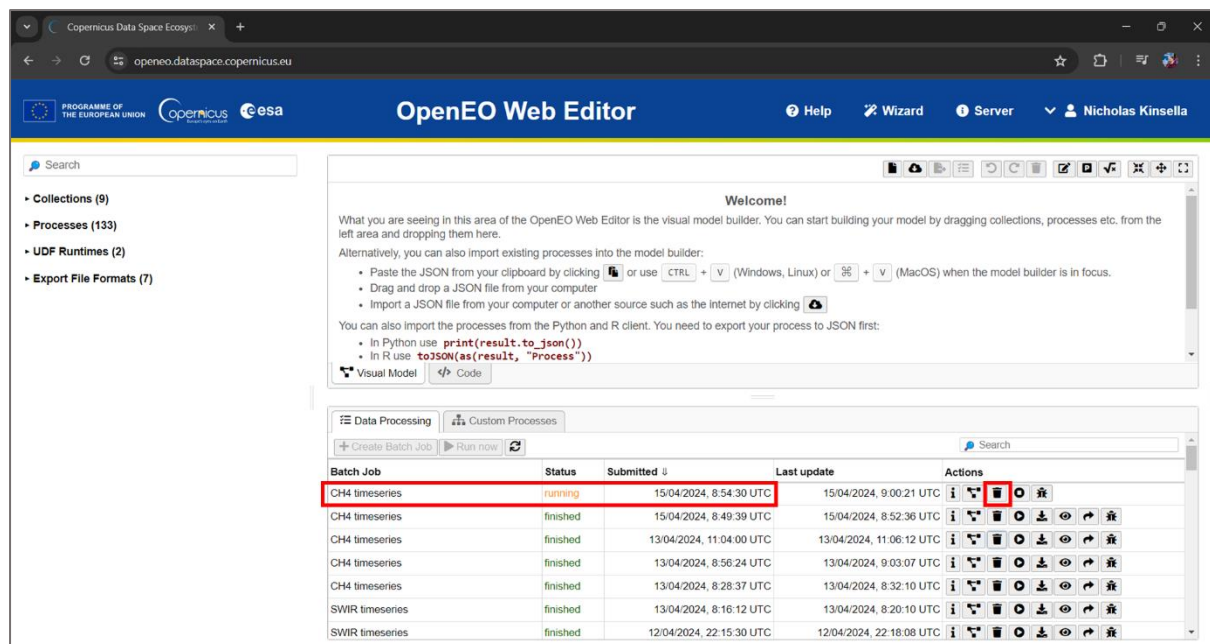 Copernicus Data Space Ecosyst
openeo.dataspace.copernicus.eu
PROGRAMME OF
THE EUROPEAN UNION
opernicus
esa
OpenEO Web Editor
Help
Wizard
Server
Nicholas Kinsella
Search
Collections (9)
Processes (133)
UDF Runtimes (2)
Export File Formats (7)
Welcome!
What you are seeing in this area of the OpenEO Web Editor is the visual model builder. You can start building your model by dragging collections, processes etc. from the
left area and dropping them here.
Alternatively, you can also import existing processes into the model builder:
• Paste the JSON from your clipboard by clicking or use CTRL + V (Windows, Linux) or ⌘ + V (MacOS) when the model builder is in focus.
• Drag and drop a JSON file from your computer
• Import a JSON file from your computer or another source such as the internet by clicking
You can also import the processes from the Python and R client. You need to export your process to JSON first:
• In Python use print(result.to_json())
• In R use toJSON(as(result, "Process"))
Visual Model </> Code
Data Processing Custom Processes
+ Create Batch Job Run now Search
Batch Job Status Submitted ⇓ Last update Actions
CH4 timeseries running 15/04/2024, 8:54:30 UTC 15/04/2024, 9:00:21 UTC
CH4 timeseries finished 15/04/2024, 8:49:39 UTC 15/04/2024, 8:52:36 UTC
CH4 timeseries finished 13/04/2024, 11:04:00 UTC 13/04/2024, 11:06:12 UTC
CH4 timeseries finished 13/04/2024, 8:56:24 UTC 13/04/2024, 9:03:07 UTC
CH4 timeseries finished 13/04/2024, 8:28:37 UTC 13/04/2024, 8:32:10 UTC
SWIR timeseries finished 13/04/2024, 8:16:12 UTC 13/04/2024, 8:20:10 UTC
SWIR timeseries finished 12/04/2024, 22:15:30 UTC 12/04/2024, 22:18:08 UTC